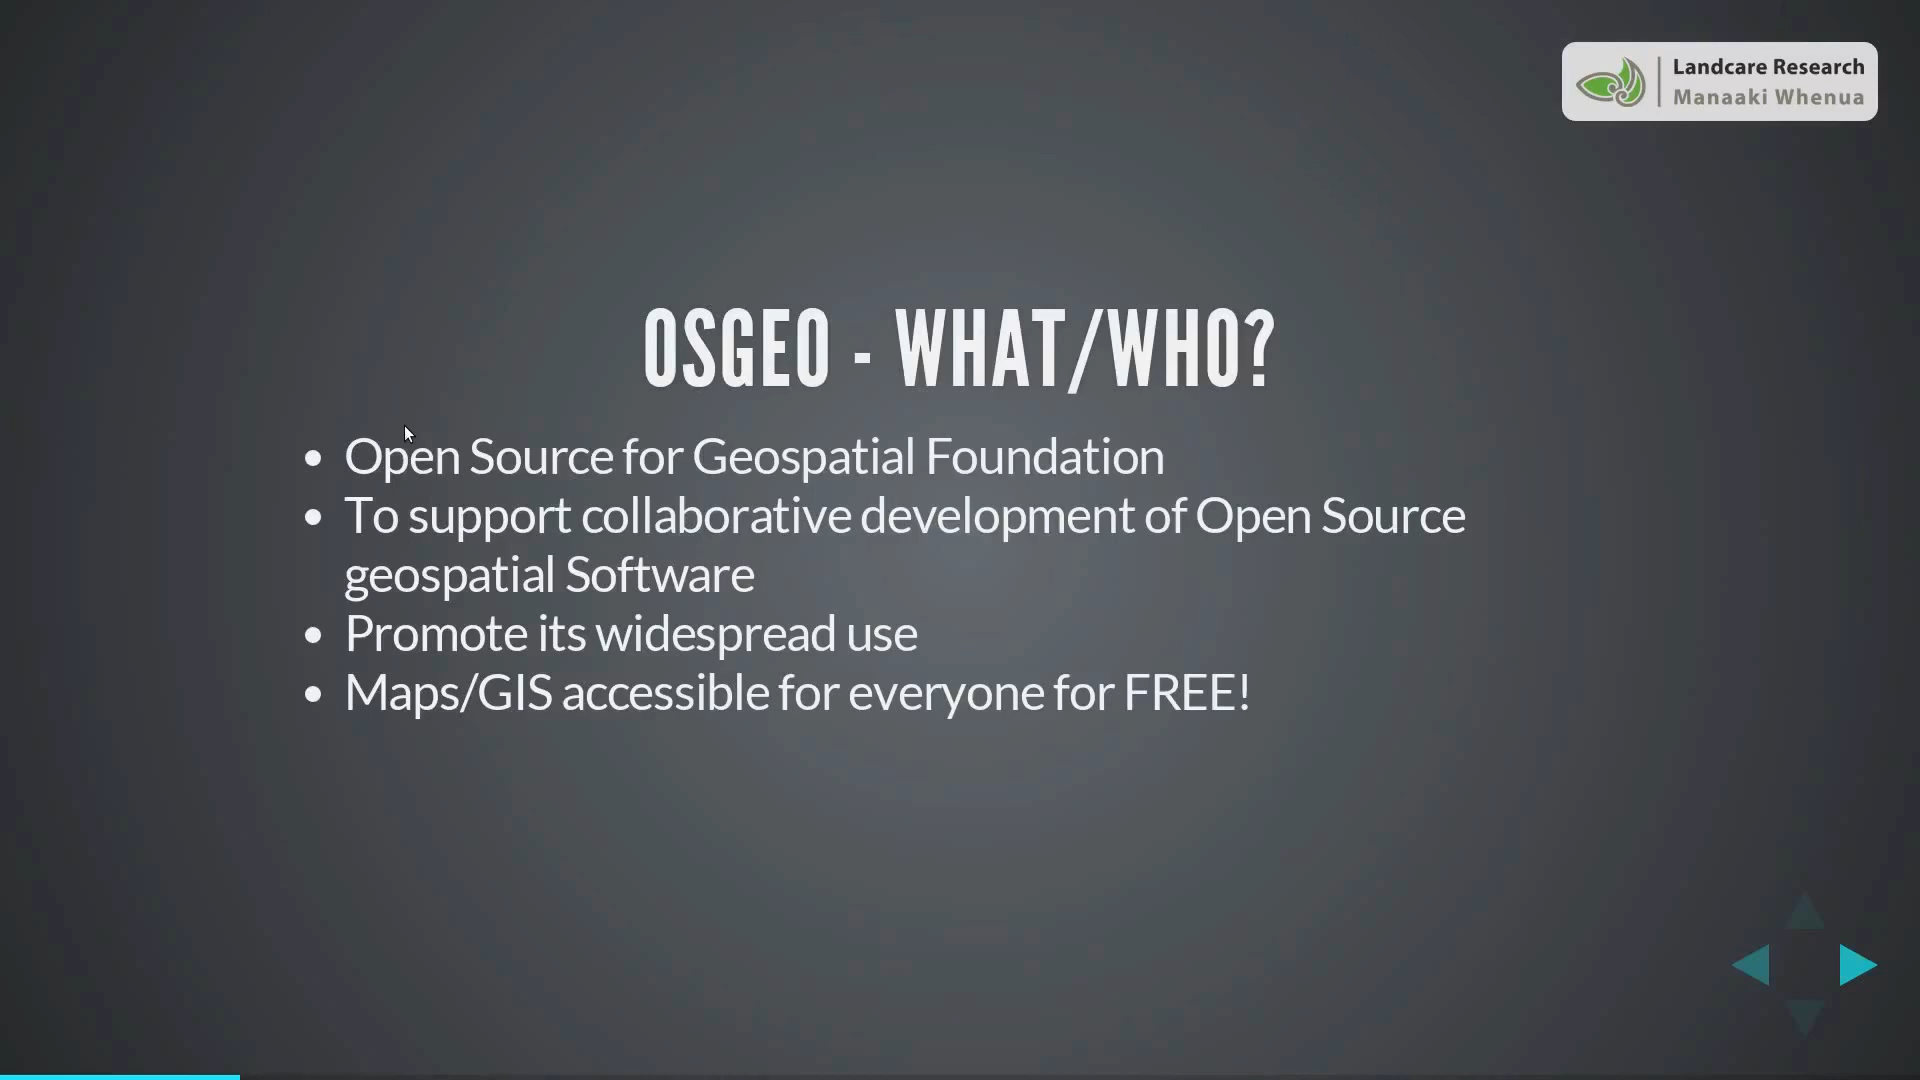 Landcare Research
Manaaki Whenua
OSGEO - WHAT/WHO?
Open Source for Geospatial Foundation
To support collaborative development of Open Source
geospatial Software
Promote its widespread use
Maps/GIS accessible for everyone for FREE!